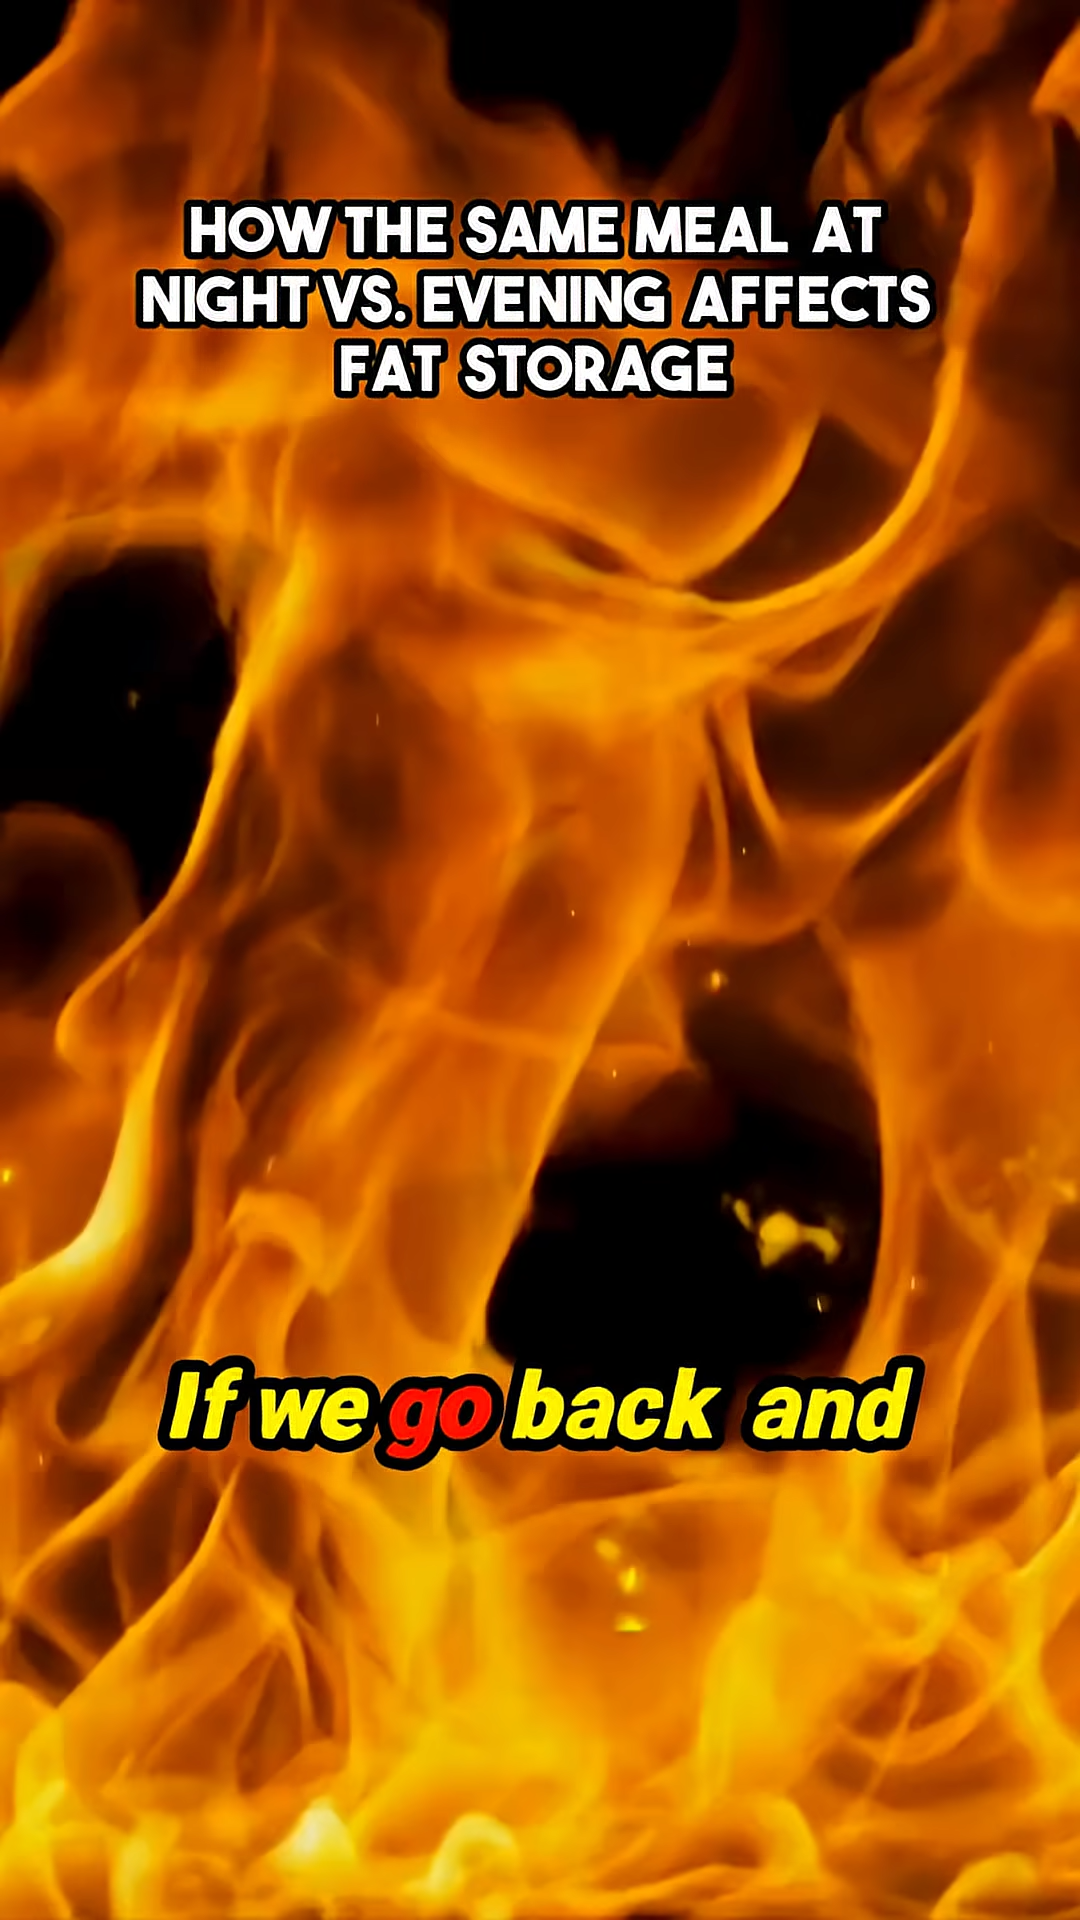 HOW THE SAME MEAL AT
NIGHT VS. EVENING AFFECTS
FAT STORAGE
If we go back and